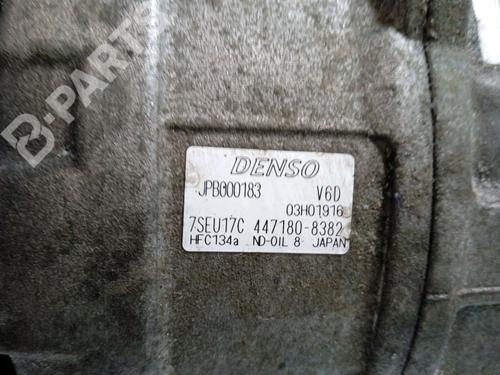 B-PARTS
DENSO
JPB000183 V6D
03H01916
7SEU17C 447180-8382
HFC134a ND-OIL 8 JAPAN